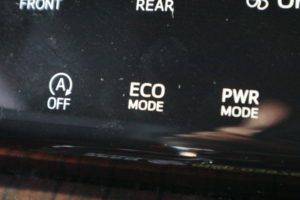 FRONT REAR
A OFF
ECO MODE
PWR MODE